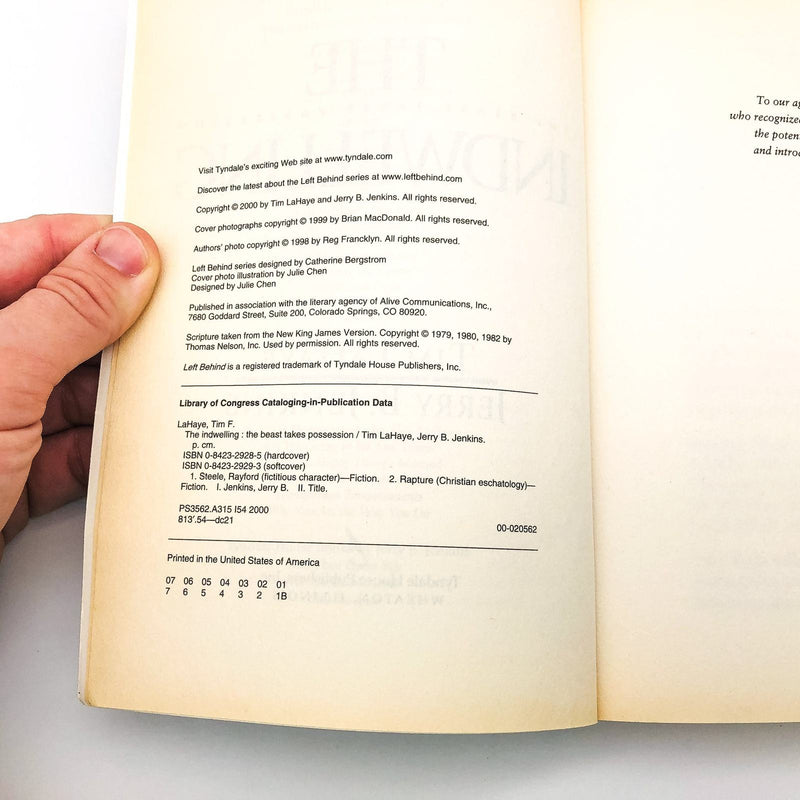 Visit Tyndale's exciting Web site at www.tyndale.com
Discover the latest about the Left Behind series at www.leftbehind.com
Copyright © 2000 by Tim LaHaye and Jerry B. Jenkins. All rights reserved.
Cover photographs copyright © 1999 by Brian MacDonald. All rights reserved.
Authors' photo copyright © 1998 by Reg Francklyn. All rights reserved.
Left Behind series designed by Catherine Bergstrom
Cover photo illustration by Julie Chen
Designed by Julie Chen
Published in association with the literary agency of Alive Communications, Inc.,
7680 Goddard Street, Suite 200, Colorado Springs, CO 80920.
Scripture taken from the New King James Version. Copyright © 1979, 1980, 1982 by
Thomas Nelson, Inc. Used by permission. All rights reserved.
Left Behind is a registered trademark of Tyndale House Publishers, Inc.
Library of Congress Cataloging-in-Publication Data
LaHaye, Tim F.
The indwelling : the beast takes possession / Tim LaHaye, Jerry B. Jenkins.
p. cm.
ISBN 0-8423-2928-5 (hardcover)
ISBN 0-8423-2929-3 (softcover)
1. Steele, Rayford (fictitious character)—Fiction. 2. Rapture (Christian eschatology)—
Fiction. I. Jenkins, Jerry B. II. Title.
PS3562.A315 I54 2000
813'.54—dc21
00-020562
Printed in the United States of America
07 06 05 04 03 02 01
7 6 5 4 3 2 1B
To our
who recognized
the
and